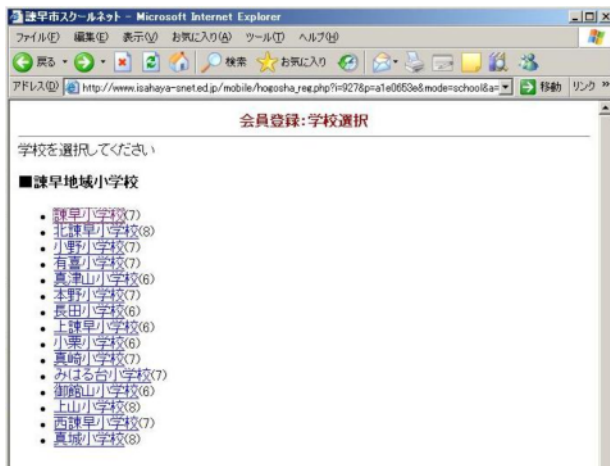 諫早市スクールネット - Microsoft Internet Explorer
ファイル(F) 編集(E) 表示(V) お気に入り(A) ツール(T) ヘルプ(H)
戻る 検索 お気に入り
アドレス(D) http://www.isahaya-snet.ed.jp/mobile/hogosha_reg.php?i=927&p=a1e0653e&mode=school&a= 移動 リンク »
会員登録:学校選択
学校を選択してください
■諫早地域小学校
• 諫早小学校(7)
• 北諫早小学校(8)
• 小野小学校(7)
• 有喜小学校(7)
• 真津山小学校(6)
• 本野小学校(7)
• 長田小学校(6)
• 上諫早小学校(6)
• 小栗小学校(6)
• 真崎小学校(7)
• みはる台小学校(7)
• 御館山小学校(6)
• 上山小学校(8)
• 西諫早小学校(7)
• 真城小学校(8)